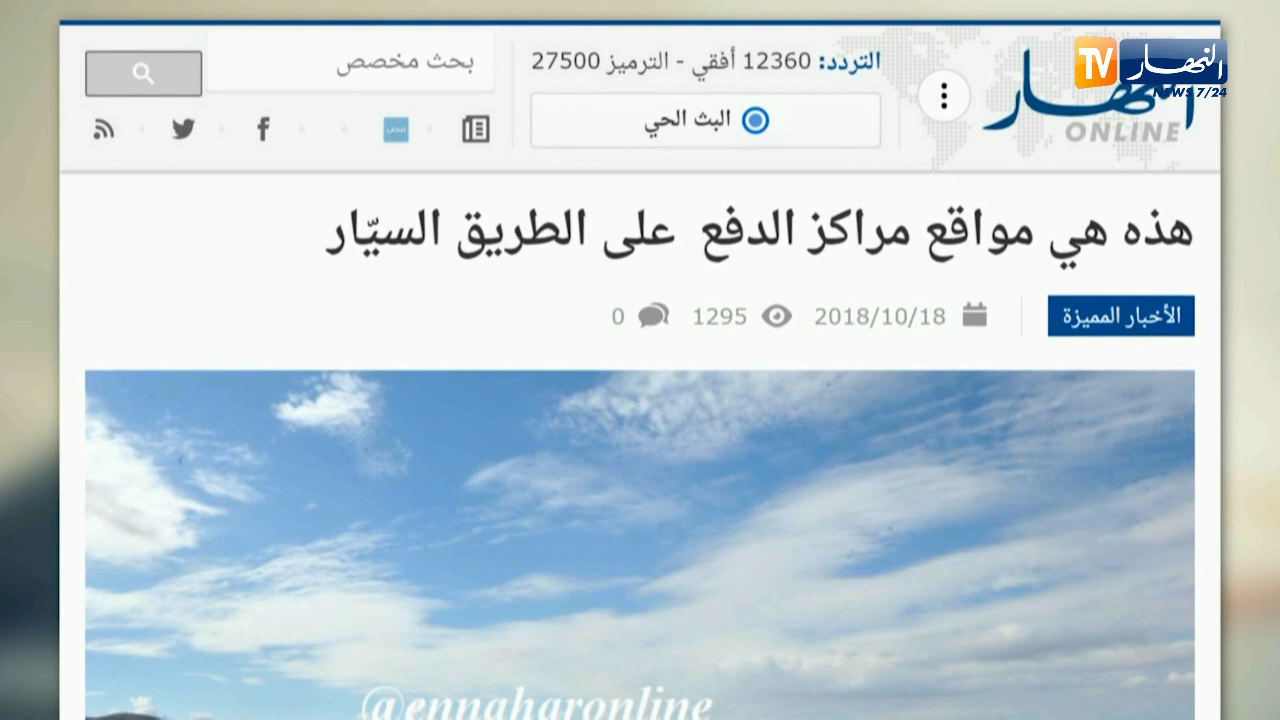 النهار TV
NEWS 7/24
النهار
ONLINE
التردد: 12360 أفقي - الترميز 27500
بحث مخصص
البث الحي
هذه هي مواقع مراكز الدفع على الطريق السيّار
الأخبار المميزة
2018/10/18
1295
0
@ennaharonline